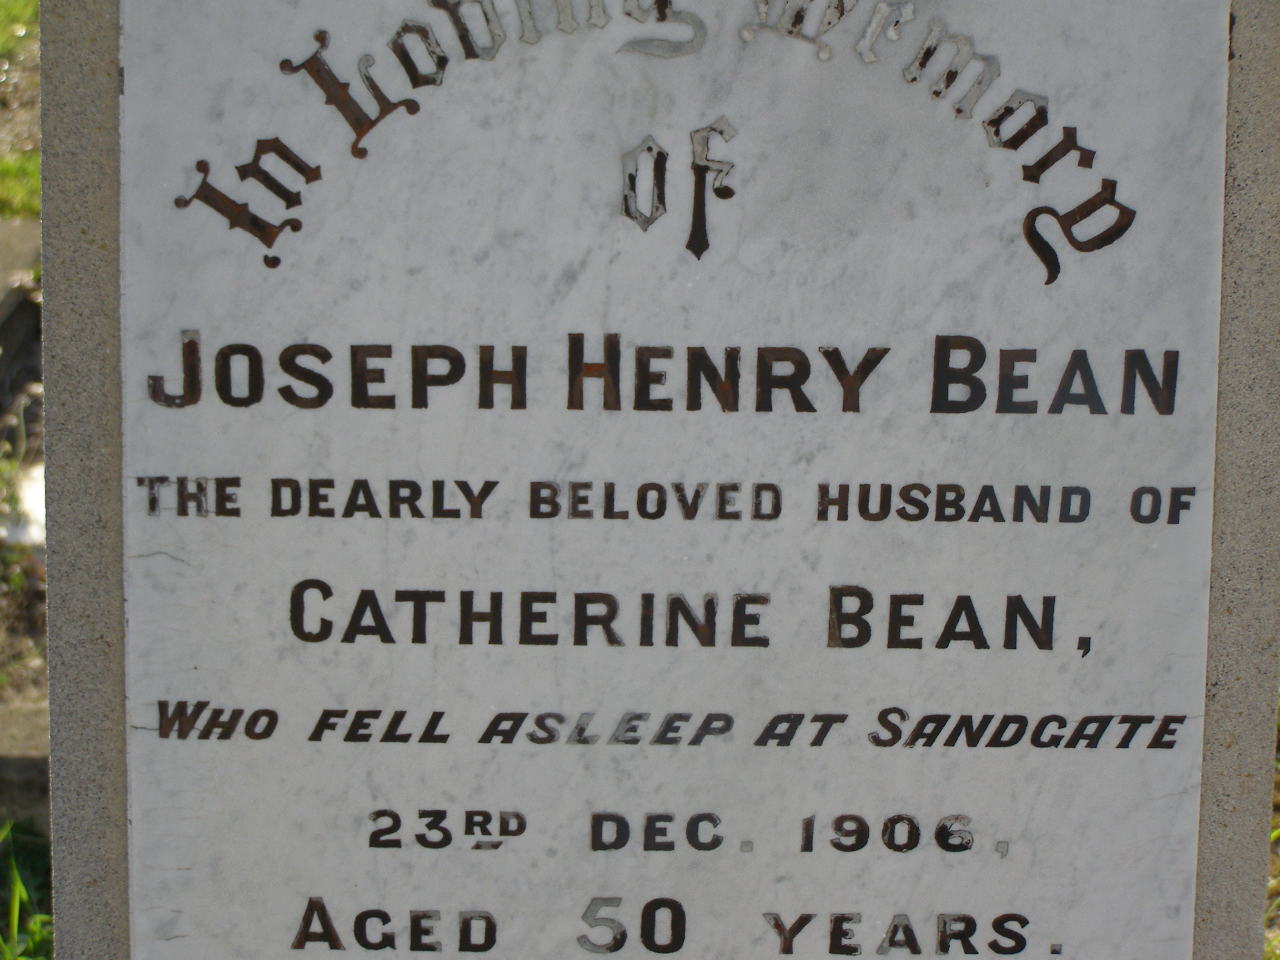 In Loving Memory
of
JOSEPH HENRY BEAN
THE DEARLY BELOVED HUSBAND OF
CATHERINE BEAN,
WHO FELL ASLEEP AT SANDGATE
23RD DEC. 1906,
AGED 50 YEARS.